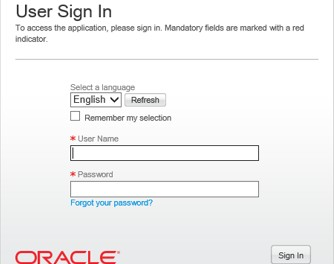 User Sign In
To access the application, please sign in. Mandatory fields are marked with a red
indicator.
Select a language
English Refresh
Remember my selection
* User Name
* Password
Forgot your password?
ORACLE Sign In